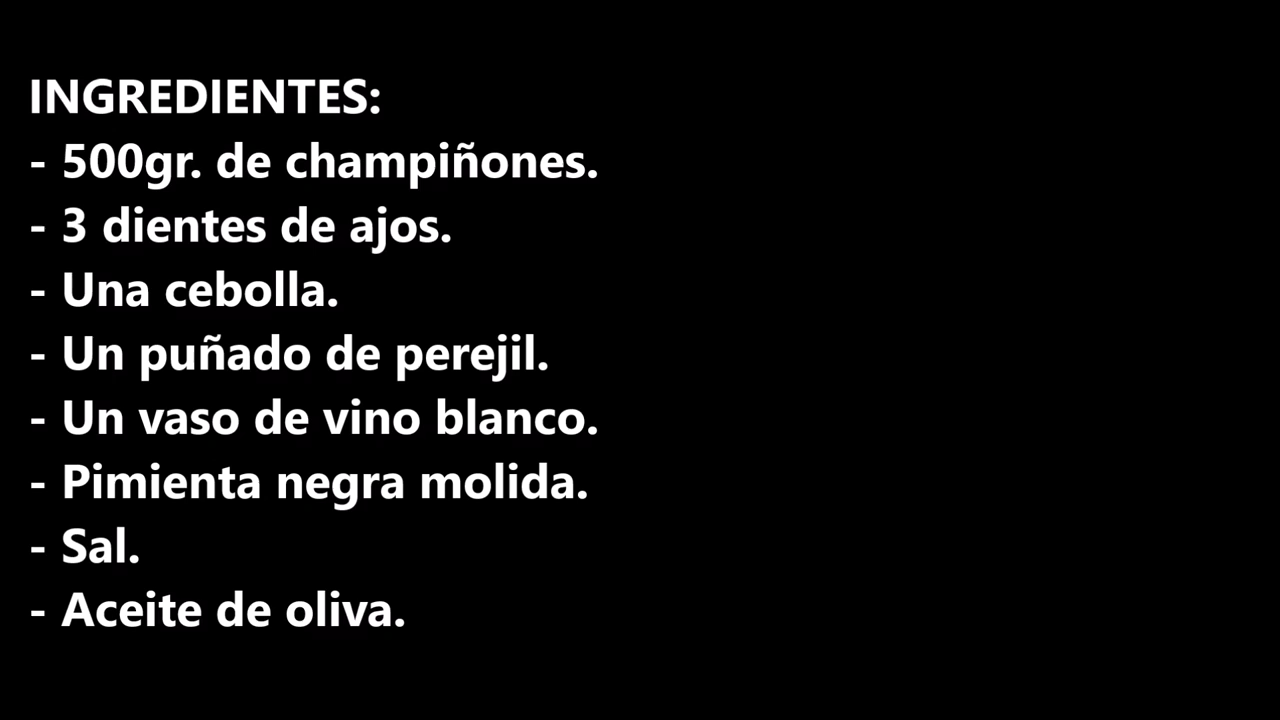 INGREDIENTES:
- 500gr. de champiñones.
- 3 dientes de ajos.
- Una cebolla.
- Un puñado de perejil.
- Un vaso de vino blanco.
- Pimienta negra molida.
- Sal.
- Aceite de oliva.